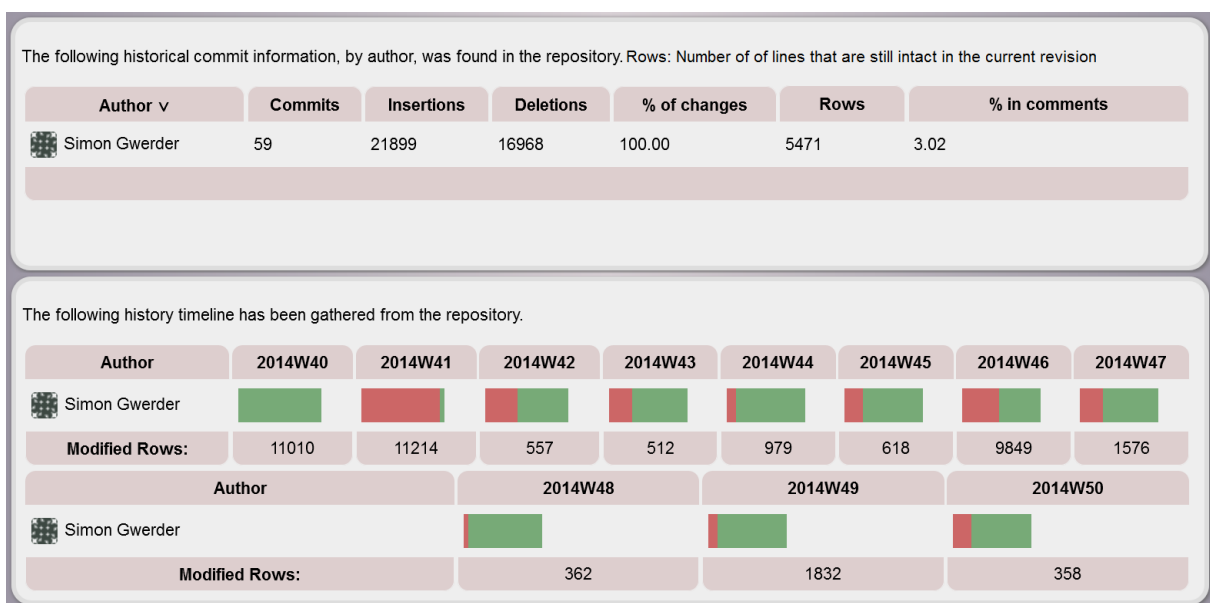 The following historical commit information, by author, was found in the repository. Rows: Number of of lines that are still intact in the current revision
Author ∨ Commits Insertions Deletions % of changes Rows % in comments
Simon Gwerder 59 21899 16968 100.00 5471 3.02
The following history timeline has been gathered from the repository.
Author 2014W40 2014W41 2014W42 2014W43 2014W44 2014W45 2014W46 2014W47
Simon Gwerder
Modified Rows: 11010 11214 557 512 979 618 9849 1576
Author 2014W48 2014W49 2014W50
Simon Gwerder
Modified Rows: 362 1832 358